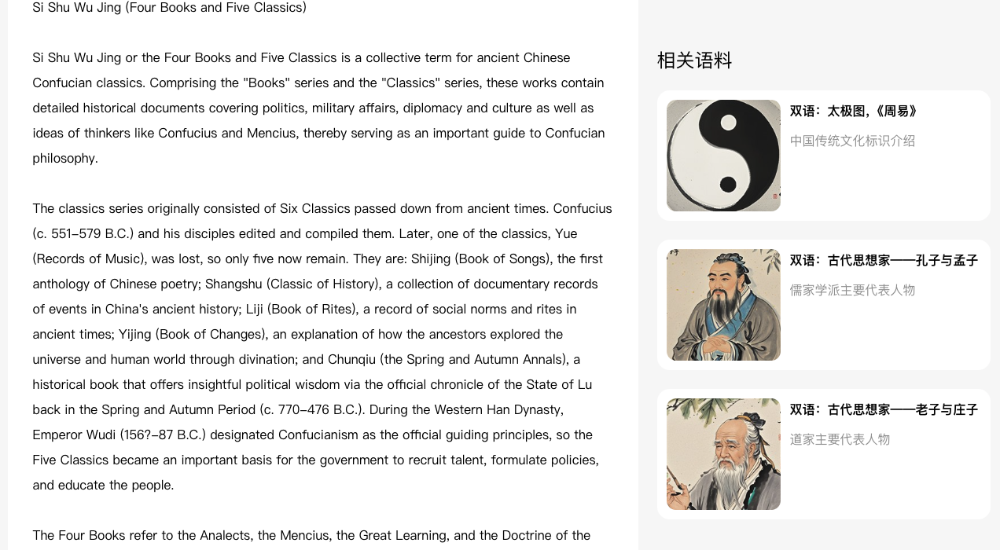 Si Shu Wu Jing (Four Books and Five Classics)
Si Shu Wu Jing or the Four Books and Five Classics is a collective term for ancient Chinese
Confucian classics. Comprising the "Books" series and the "Classics" series, these works contain
detailed historical documents covering politics, military affairs, diplomacy and culture as well as
ideas of thinkers like Confucius and Mencius, thereby serving as an important guide to Confucian
philosophy.
The classics series originally consisted of Six Classics passed down from ancient times. Confucius
(c. 551–579 B.C.) and his disciples edited and compiled them. Later, one of the classics, Yue
(Records of Music), was lost, so only five now remain. They are: Shijing (Book of Songs), the first
anthology of Chinese poetry; Shangshu (Classic of History), a collection of documentary records
of events in China's ancient history; Liji (Book of Rites), a record of social norms and rites in
ancient times; Yijing (Book of Changes), an explanation of how the ancestors explored the
universe and human world through divination; and Chunqiu (the Spring and Autumn Annals), a
historical book that offers insightful political wisdom via the official chronicle of the State of Lu
back in the Spring and Autumn Period (c. 770–476 B.C.). During the Western Han Dynasty,
Emperor Wudi (156?–87 B.C.) designated Confucianism as the official guiding principles, so the
Five Classics became an important basis for the government to recruit talent, formulate policies,
and educate the people.
The Four Books refer to the Analects, the Mencius, the Great Learning, and the Doctrine of the
相关语料
双语：太极图，《周易》
中国传统文化标识介绍
双语：古代思想家——孔子与孟子
儒家学派主要代表人物
双语：古代思想家——老子与庄子
道家主要代表人物